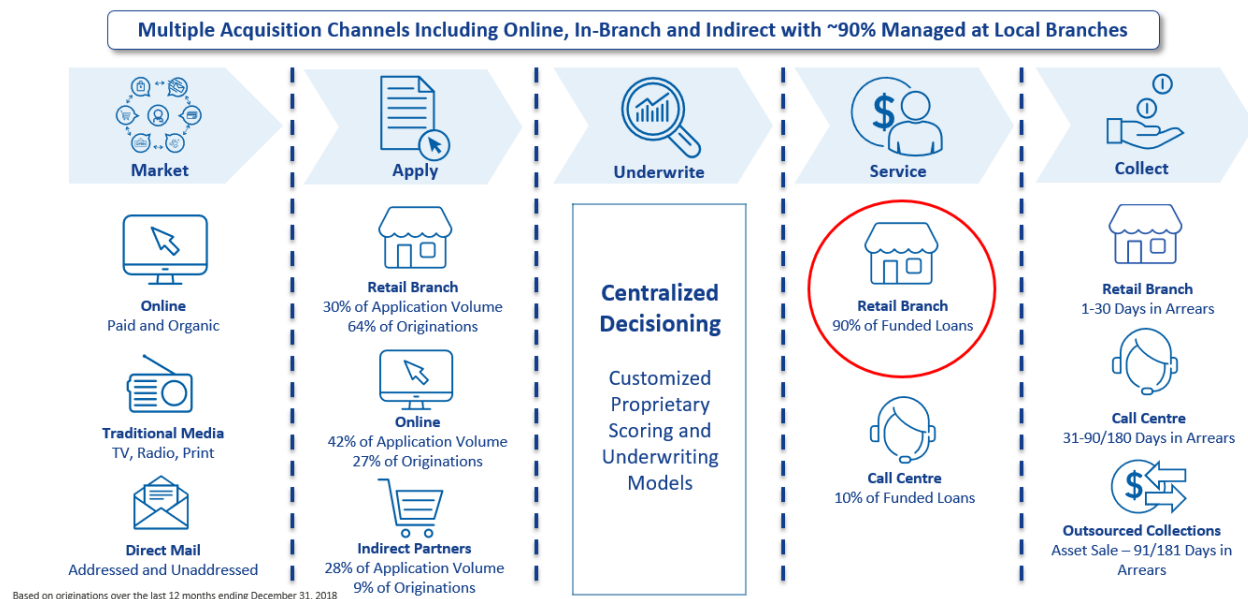 Multiple Acquisition Channels Including Online, In-Branch and Indirect with ~90% Managed at Local Branches
Market
Apply
Underwrite
Service
Collect
Online
Paid and Organic
Traditional Media
TV, Radio, Print
Direct Mail
Addressed and Unaddressed
Retail Branch
30% of Application Volume
64% of Originations
Online
42% of Application Volume
27% of Originations
Indirect Partners
28% of Application Volume
9% of Originations
Centralized
Decisioning
Customized
Proprietary
Scoring and
Underwriting
Models
Retail Branch
90% of Funded Loans
Call Centre
10% of Funded Loans
Retail Branch
1-30 Days in Arrears
Call Centre
31-90/180 Days in Arrears
Outsourced Collections
Asset Sale – 91/181 Days in
Arrears
Based on originations over the last 12 months ending December 31, 2018